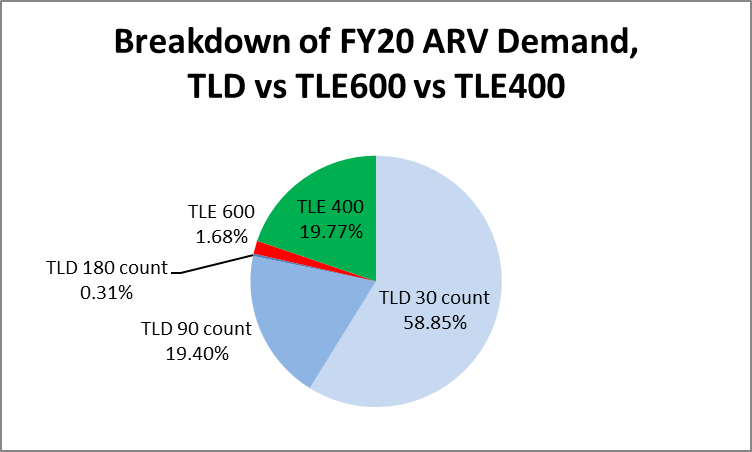 Breakdown of FY20 ARV Demand,
TLD vs TLE600 vs TLE400
TLE 400
19.77%
TLE 600
1.68%
TLD 180 count
0.31%
TLD 90 count
19.40%
TLD 30 count
58.85%